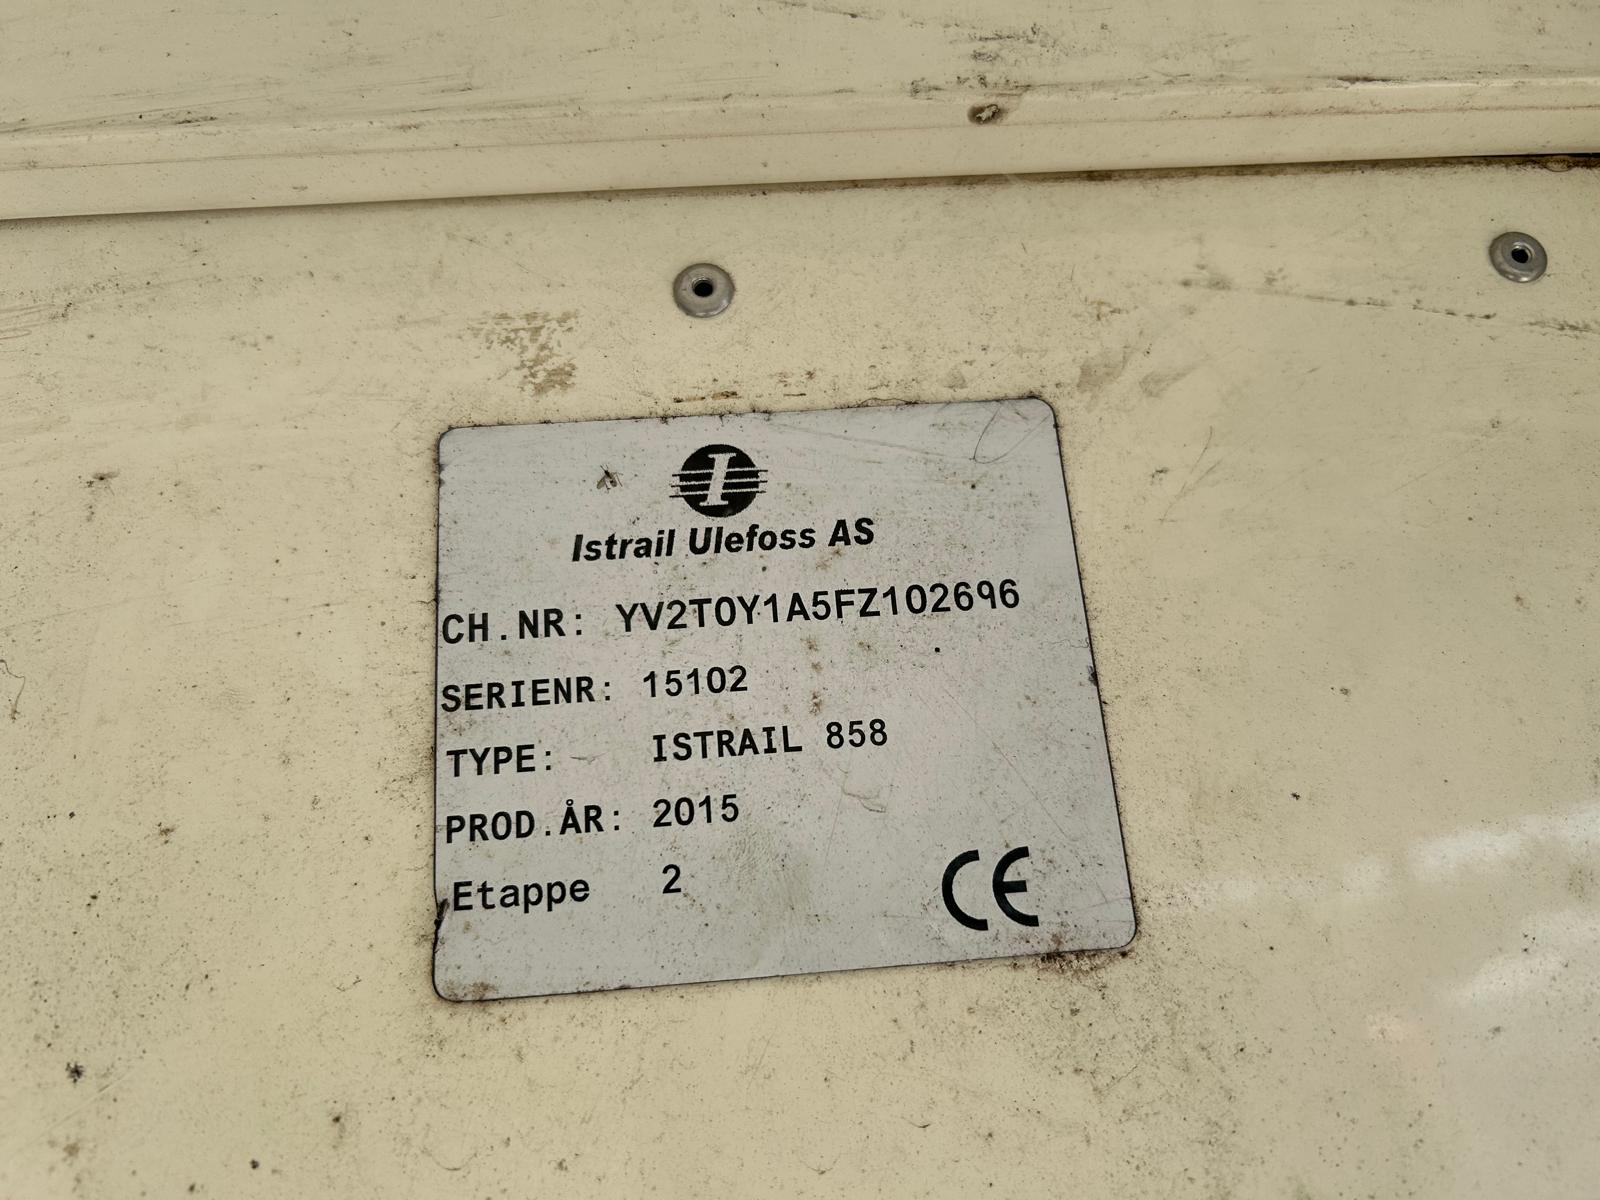 I
Istrail Ulefoss AS
CH.NR: YV2T0Y1A5FZ102696
SERIENR: 15102
TYPE: ISTRAIL 858
PROD.ÅR: 2015
Etappe 2
CE